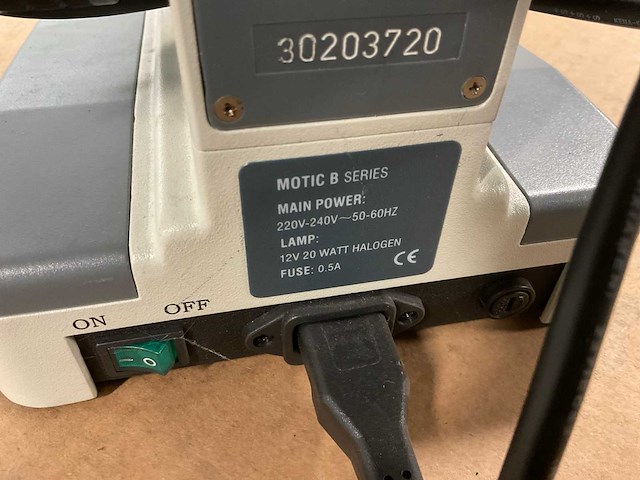 30203720
MOTIC B SERIES
MAIN POWER:
220V-240V~50-60HZ
LAMP:
12V 20 WATT HALOGEN
FUSE: 0.5A
CE
ON OFF